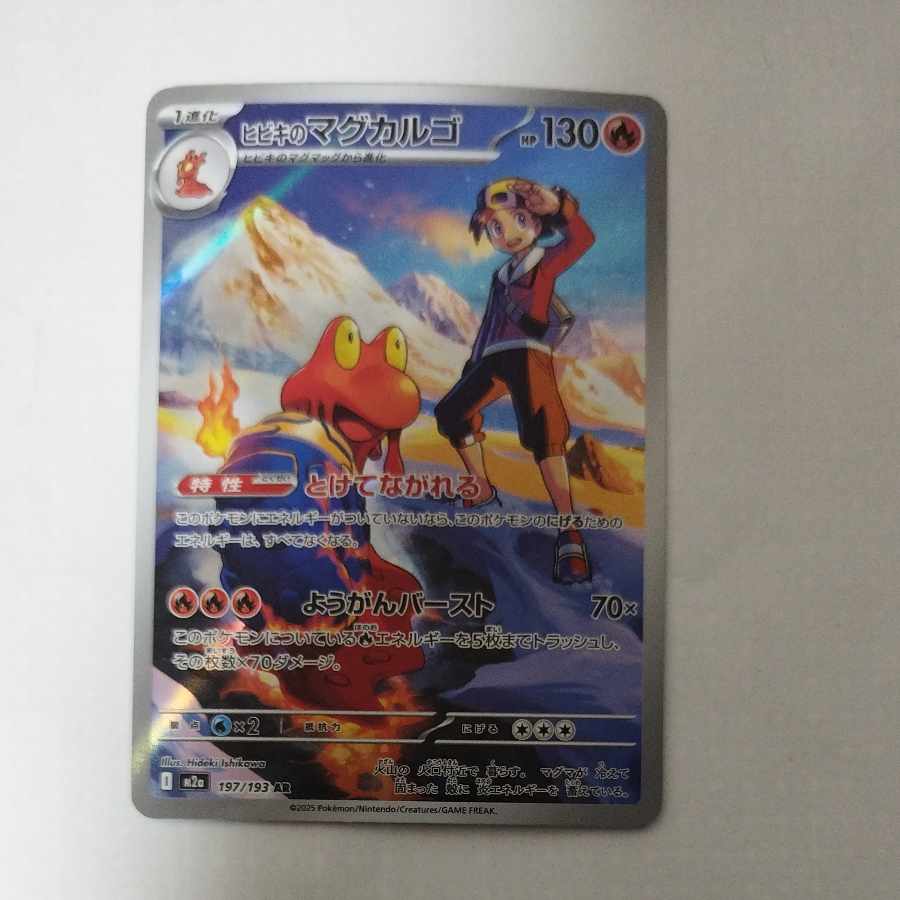 1進化
ヒビキのマグカルゴ HP 130
ヒビキのマグマッグから進化
特性 とくせい とけてながれる
このポケモンにエネルギーがついていないなら、このポケモンのにげるための
エネルギーは、すべてなくなる。
ようがんバースト 70×
このポケモンについている エネルギーを5枚までトラッシュし、
その枚数×70ダメージ。
弱点 ×2 抵抗力 にげる
Illus. Hideki Ishikawa
I M2a 197/193 AR
火山の 火口付近で 暮らす。 マグマが 冷えて
固まった 殻に 炎エネルギーを 蓄えている。
©2025 Pokémon/Nintendo/Creatures/GAME FREAK.